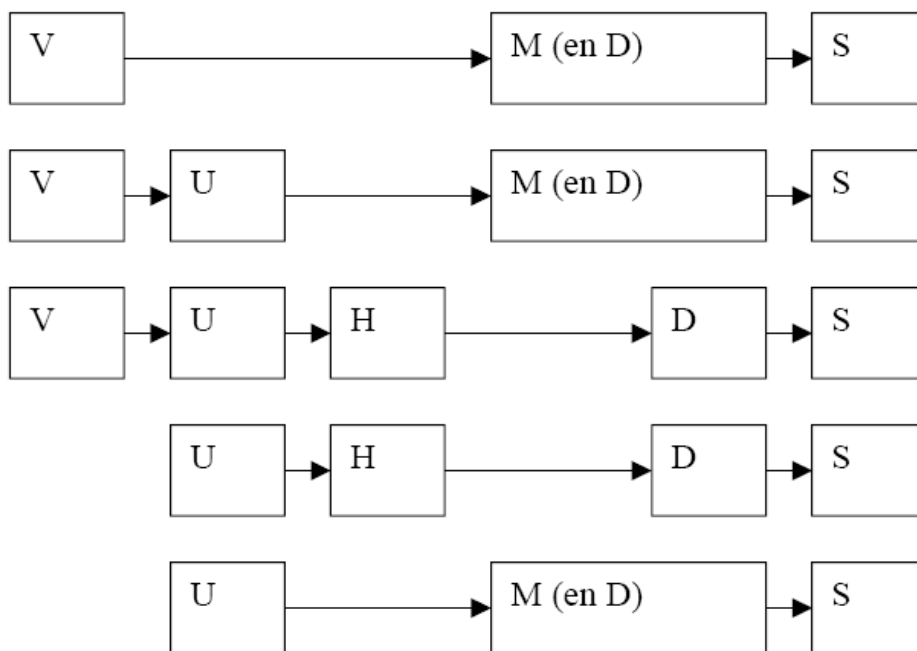 V M (en D) S
V U M (en D) S
V U H D S
U H D S
U M (en D) S